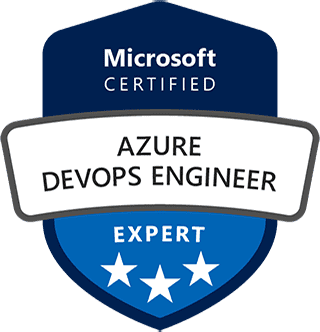 Microsoft
CERTIFIED
AZURE
DEVOPS ENGINEER
EXPERT